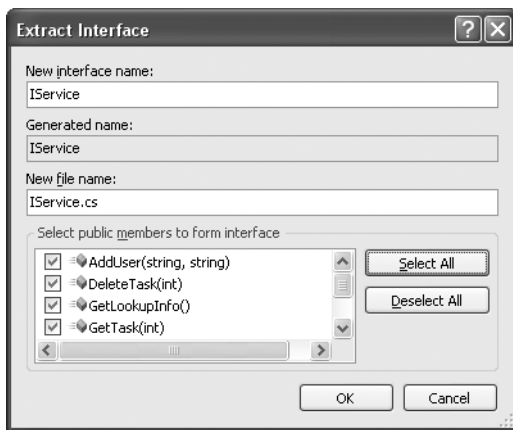 Extract Interface
New interface name:
IService
Generated name:
IService
New file name:
IService.cs
Select public members to form interface
AddUser(string, string)
DeleteTask(int)
GetLookupInfo()
GetTask(int)
Select All
Deselect All
OK Cancel